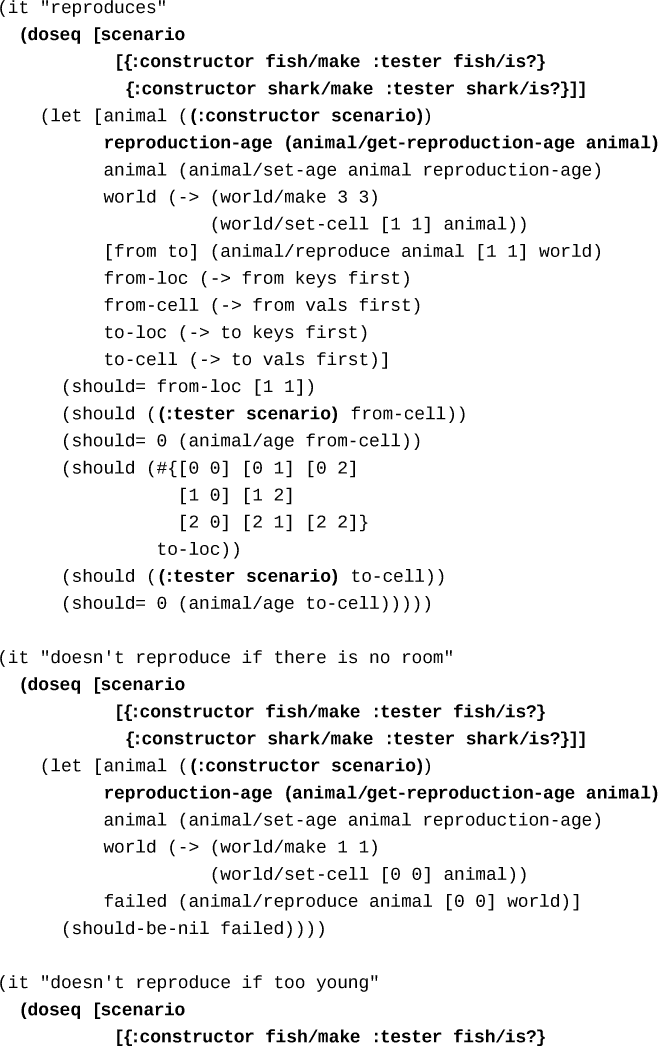 (it "reproduces"
  (doseq [scenario
           [{:constructor fish/make :tester fish/is?}
            {:constructor shark/make :tester shark/is?}]]
    (let [animal ((:constructor scenario))
          reproduction-age (animal/get-reproduction-age animal)
          animal (animal/set-age animal reproduction-age)
          world (-> (world/make 3 3)
                    (world/set-cell [1 1] animal))
          [from to] (animal/reproduce animal [1 1] world)
          from-loc (-> from keys first)
          from-cell (-> from vals first)
          to-loc (-> to keys first)
          to-cell (-> to vals first)]
      (should= from-loc [1 1])
      (should ((:tester scenario) from-cell))
      (should= 0 (animal/age from-cell))
      (should (#{[0 0] [0 1] [0 2]
                 [1 0] [1 2]
                 [2 0] [2 1] [2 2]}
               to-loc))
      (should ((:tester scenario) to-cell))
      (should= 0 (animal/age to-cell)))))

(it "doesn't reproduce if there is no room"
  (doseq [scenario
           [{:constructor fish/make :tester fish/is?}
            {:constructor shark/make :tester shark/is?}]]
    (let [animal ((:constructor scenario))
          reproduction-age (animal/get-reproduction-age animal)
          animal (animal/set-age animal reproduction-age)
          world (-> (world/make 1 1)
                    (world/set-cell [0 0] animal))
          failed (animal/reproduce animal [0 0] world)]
      (should-be-nil failed))))

(it "doesn't reproduce if too young"
  (doseq [scenario
           [{:constructor fish/make :tester fish/is?}